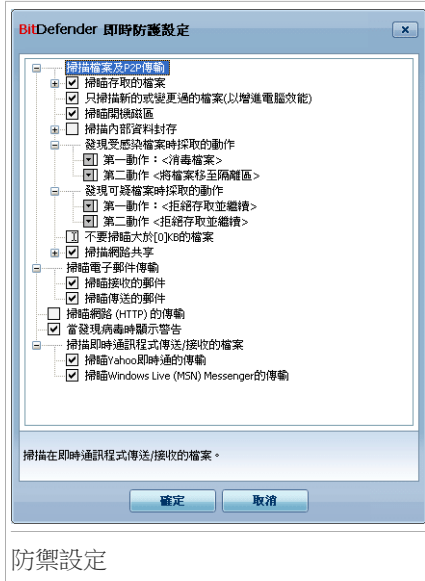 BitDefender 即時防護設定
掃描檔案及P2P傳輸
掃瞄存取的檔案
只掃描新的或變更過的檔案(以增進電腦效能)
掃瞄開機磁區
掃描內部資料封存
發現受感染檔案時採取的動作
第一動作：<消毒檔案>
第二動作 <將檔案移至隔離區>
發現可疑檔案時採取的動作
第一動作：<拒絕存取並繼續>
第二動作 <拒絕存取並繼續>
不要掃瞄大於[0]KB的檔案
掃描網路共享
掃瞄電子郵件傳輸
掃瞄接收的郵件
掃瞄傳送的郵件
掃瞄網路 (HTTP) 的傳輸
當發現病毒時顯示警告
掃描即時通訊程式傳送/接收的檔案
掃瞄Yahoo即時通的傳輸
掃瞄Windows Live (MSN) Messenger的傳輸
掃描在即時通訊程式傳送/接收的檔案。
確定
取消
防禦設定